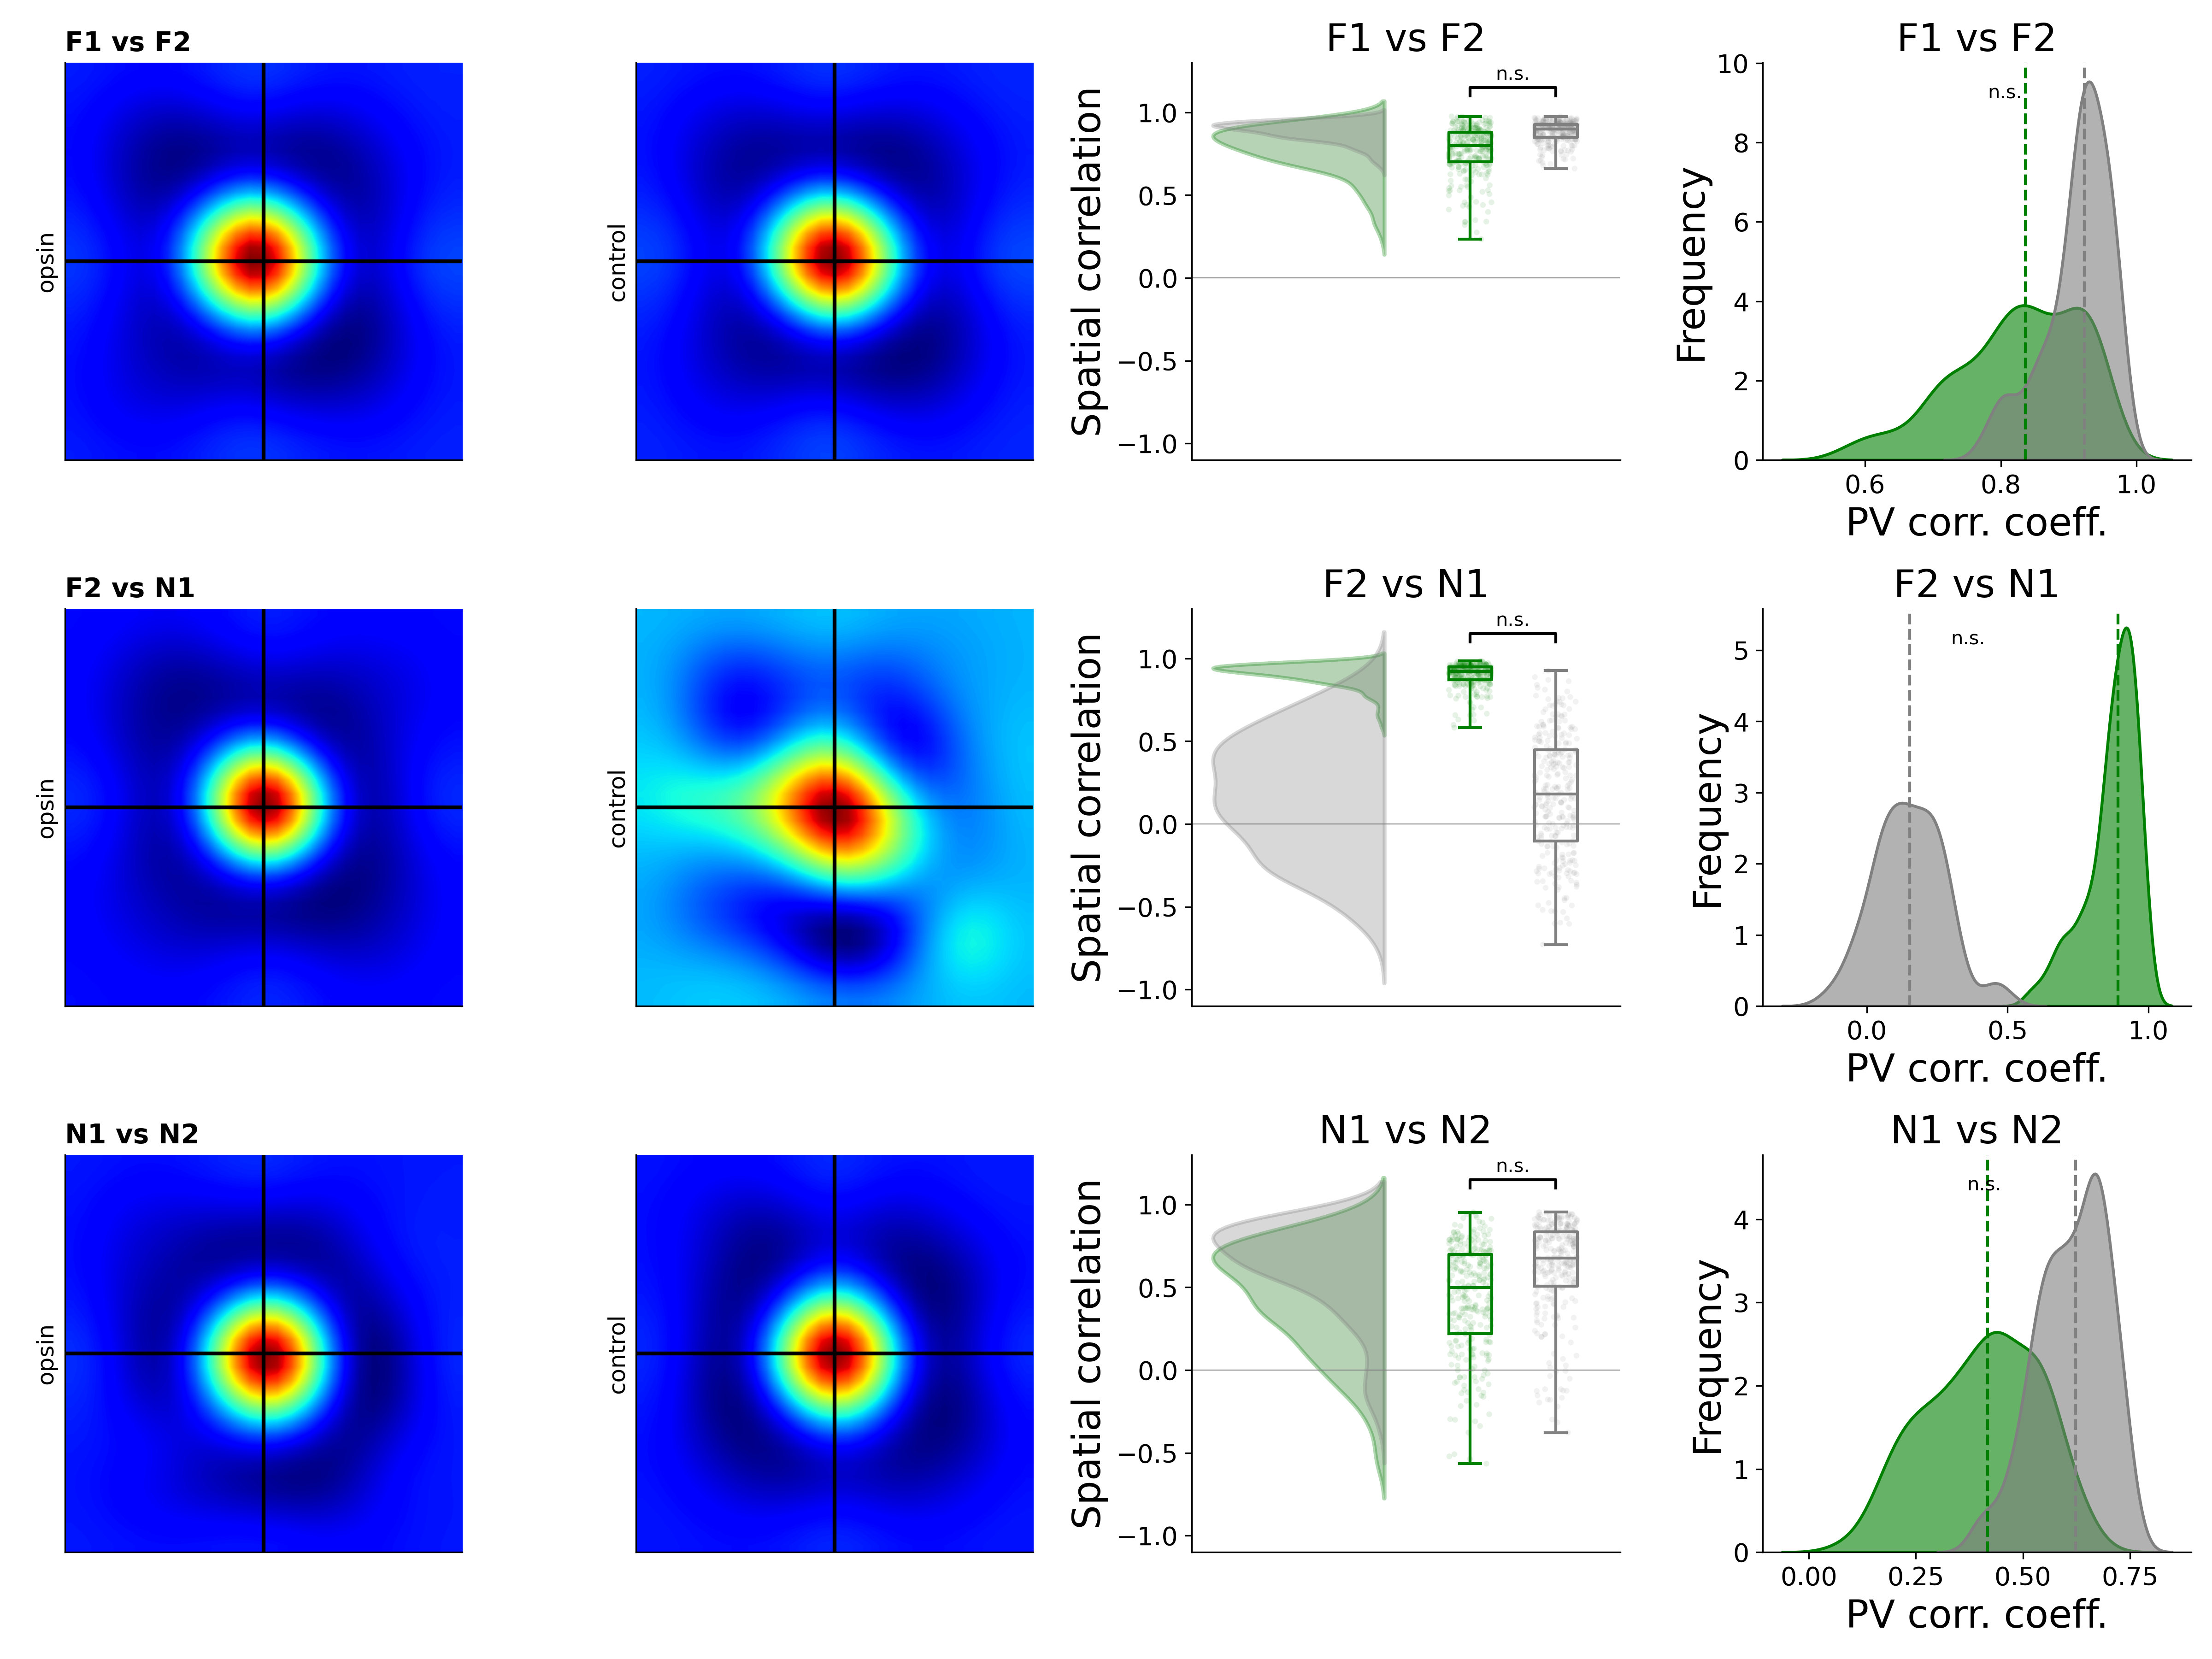 F1 vs F2
opsin
control
F1 vs F2
Spatial correlation
1.0
0.5
0.0
−0.5
−1.0
n.s.
F1 vs F2
Frequency
10
8
6
4
2
0
n.s.
0.6 0.8 1.0
PV corr. coeff.
F2 vs N1
opsin
control
F2 vs N1
Spatial correlation
1.0
0.5
0.0
−0.5
−1.0
n.s.
F2 vs N1
Frequency
5
4
3
2
1
0
n.s.
0.0 0.5 1.0
PV corr. coeff.
N1 vs N2
opsin
control
N1 vs N2
Spatial correlation
1.0
0.5
0.0
−0.5
−1.0
n.s.
N1 vs N2
Frequency
4
3
2
1
0
n.s.
0.00 0.25 0.50 0.75
PV corr. coeff.